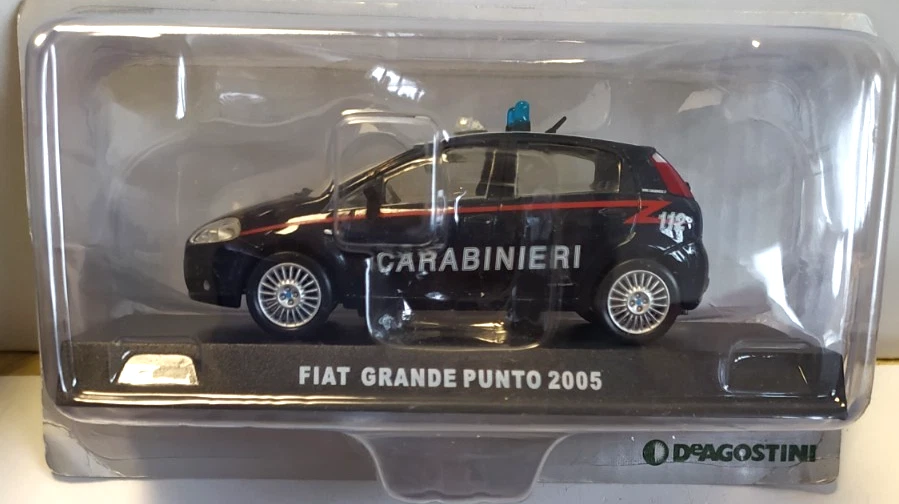 112
CARABINIERI
FIAT GRANDE PUNTO 2005
DeAGOSTINI